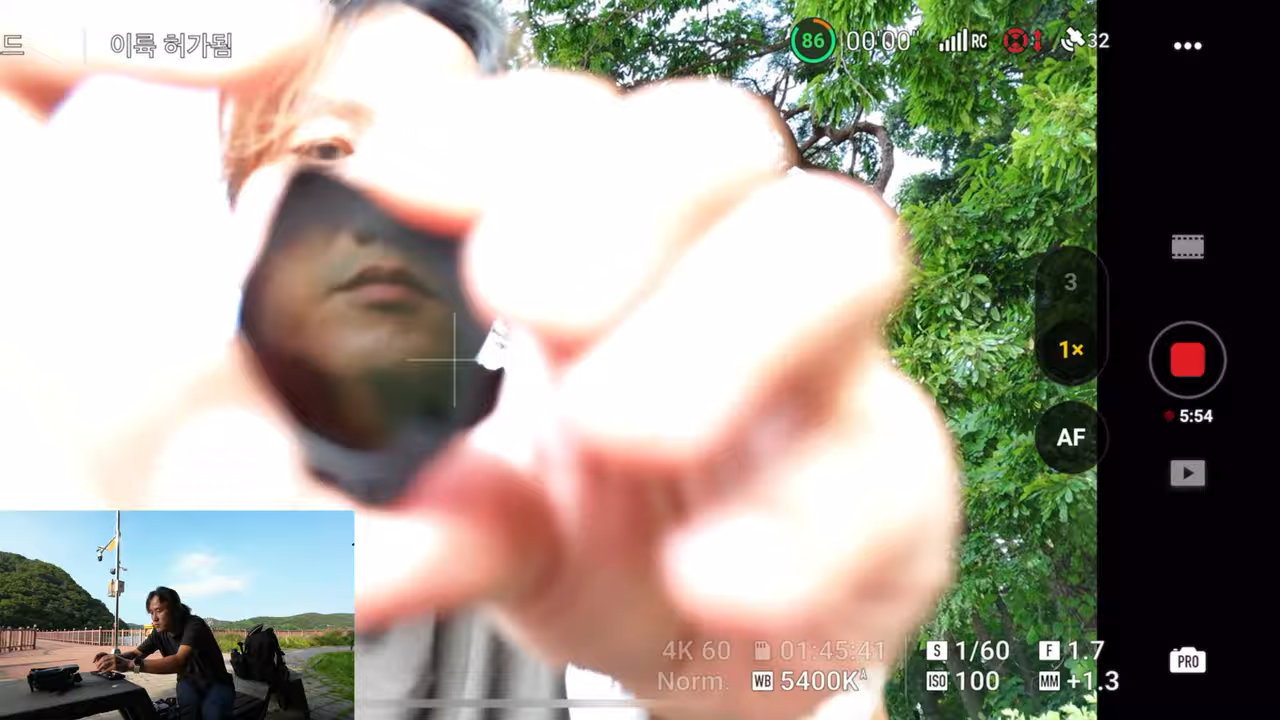 드 이륙 허가됨
86 00'00" RC 32
3
1×
AF
5:54
4K 60 01:45:41 S 1/60 F 1.7
Norm. WB 5400K A ISO 100 MM +1.3
PRO